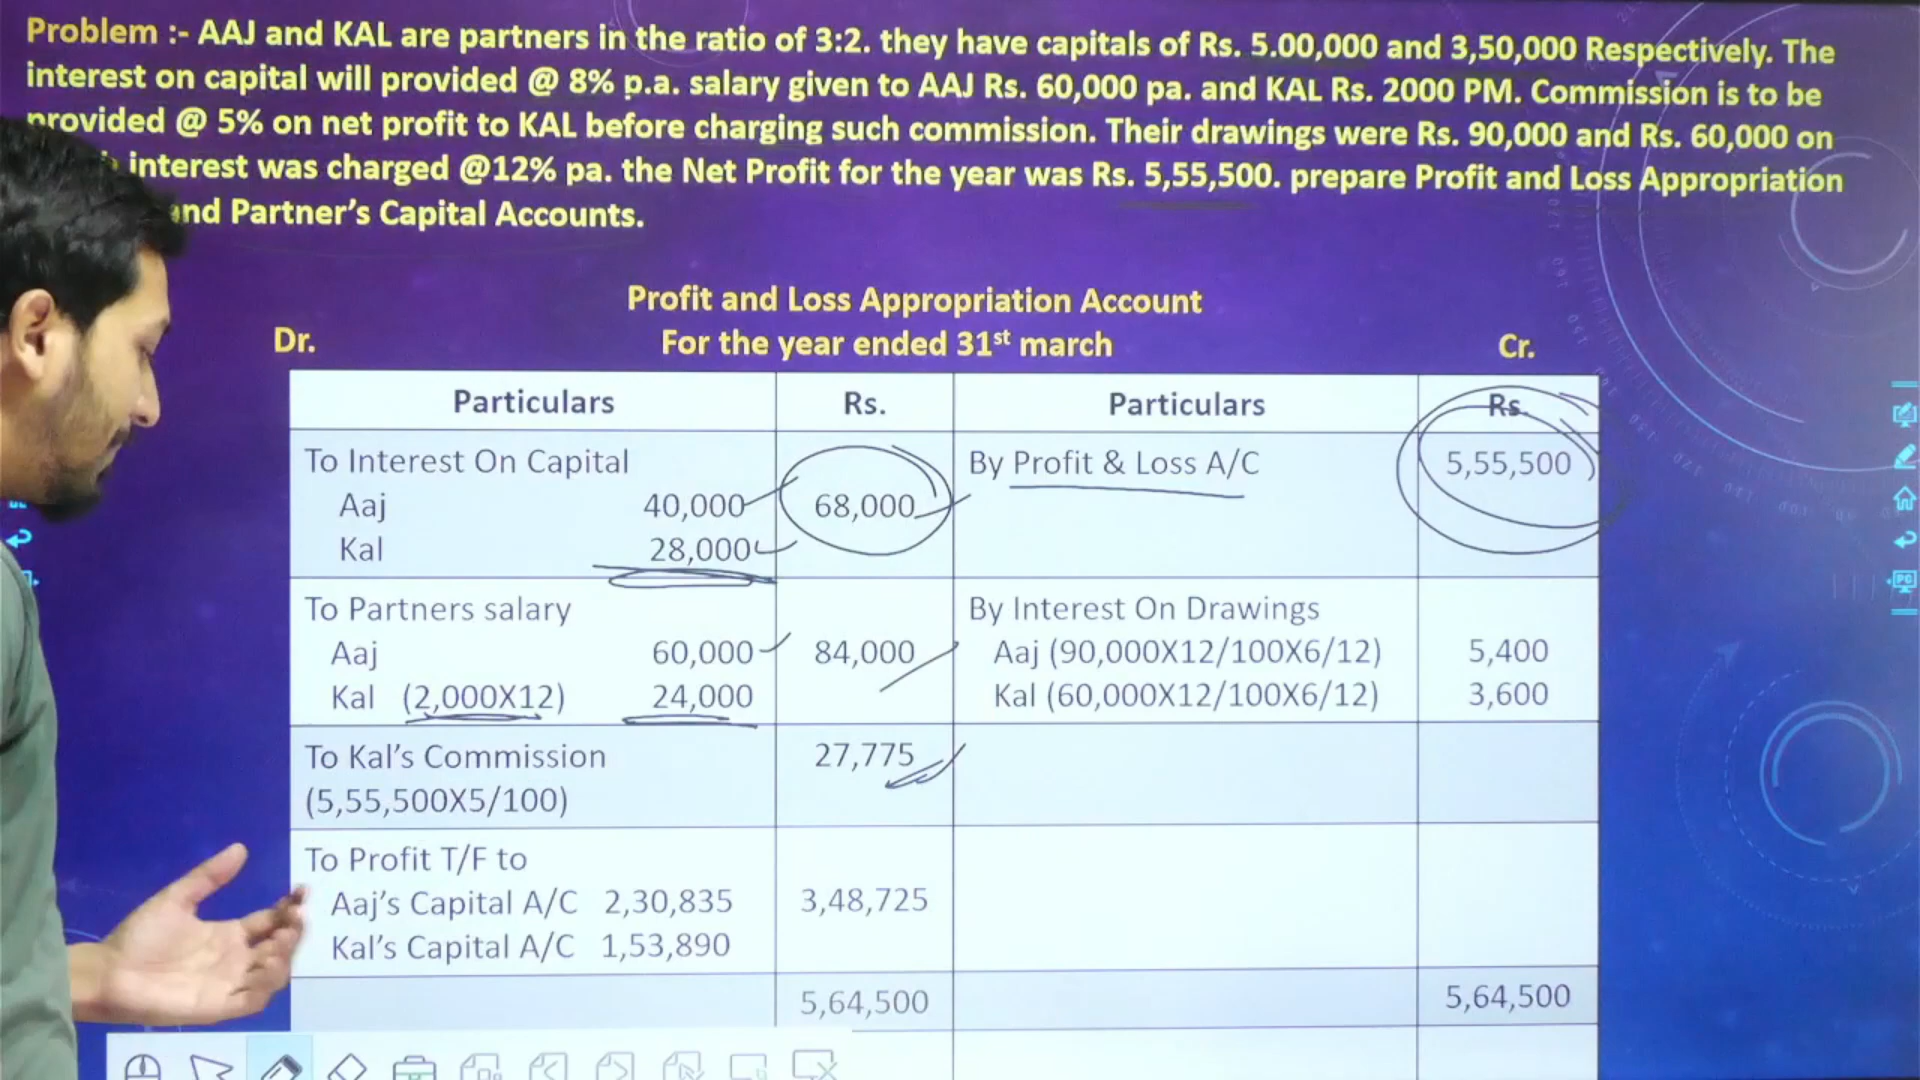 Problem :- AAJ and KAL are partners in the ratio of 3:2. they have capitals of Rs. 5.00,000 and 3,50,000 Respectively. The
interest on capital will provided @ 8% p.a. salary given to AAJ Rs. 60,000 pa. and KAL Rs. 2000 PM. Commission is to be
provided @ 5% on net profit to KAL before charging such commission. Their drawings were Rs. 90,000 and Rs. 60,000 on
interest was charged @12% pa. the Net Profit for the year was Rs. 5,55,500. prepare Profit and Loss Appropriation
and Partner's Capital Accounts.
Profit and Loss Appropriation Account
Dr. For the year ended 31st march Cr.
Particulars Rs. Particulars Rs.
To Interest On Capital By Profit & Loss A/C 5,55,500
Aaj 40,000 68,000
Kal 28,000
To Partners salary By Interest On Drawings
Aaj 60,000 84,000 Aaj (90,000X12/100X6/12) 5,400
Kal (2,000X12) 24,000 Kal (60,000X12/100X6/12) 3,600
To Kal's Commission 27,775
(5,55,500X5/100)
To Profit T/F to
Aaj's Capital A/C 2,30,835 3,48,725
Kal's Capital A/C 1,53,890
5,64,500 5,64,500
PC